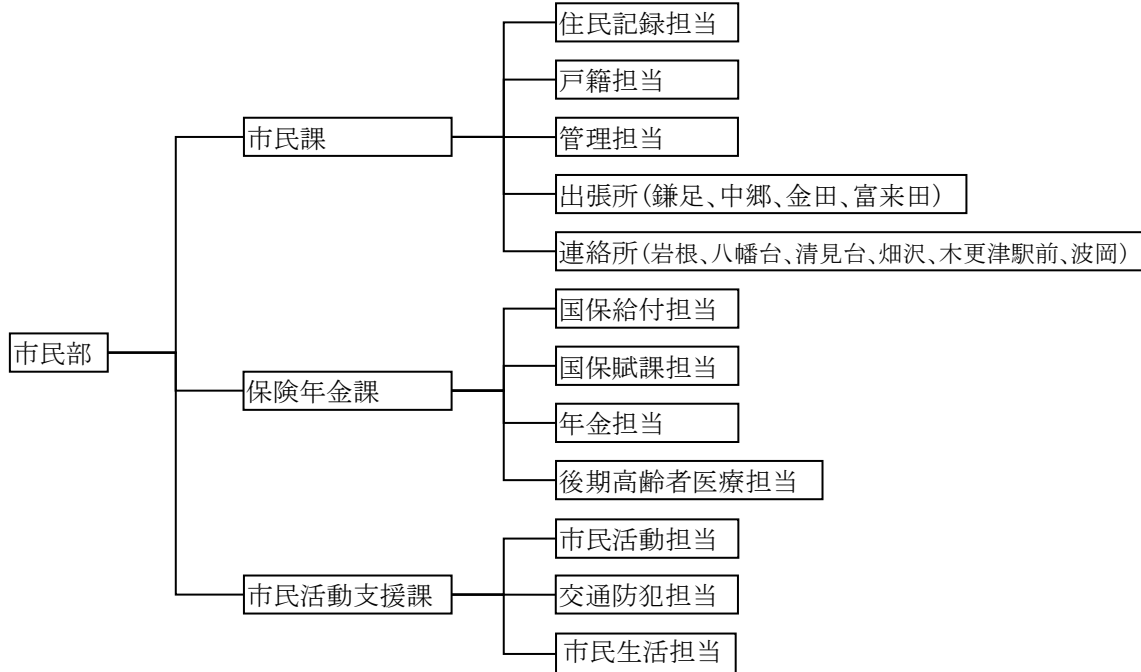 市民部
市民課
住民記録担当
戸籍担当
管理担当
出張所(鎌足、中郷、金田、富来田)
連絡所(岩根、八幡台、清見台、畑沢、木更津駅前、波岡)
保険年金課
国保給付担当
国保賦課担当
年金担当
後期高齢者医療担当
市民活動支援課
市民活動担当
交通防犯担当
市民生活担当